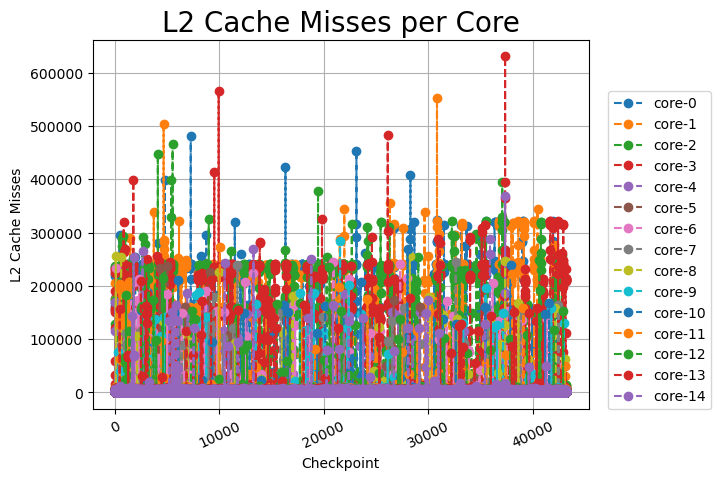 L2 Cache Misses per Core
L2 Cache Misses
600000
500000
400000
300000
200000
100000
0
0
10000
20000
30000
40000
Checkpoint
core-0
core-1
core-2
core-3
core-4
core-5
core-6
core-7
core-8
core-9
core-10
core-11
core-12
core-13
core-14